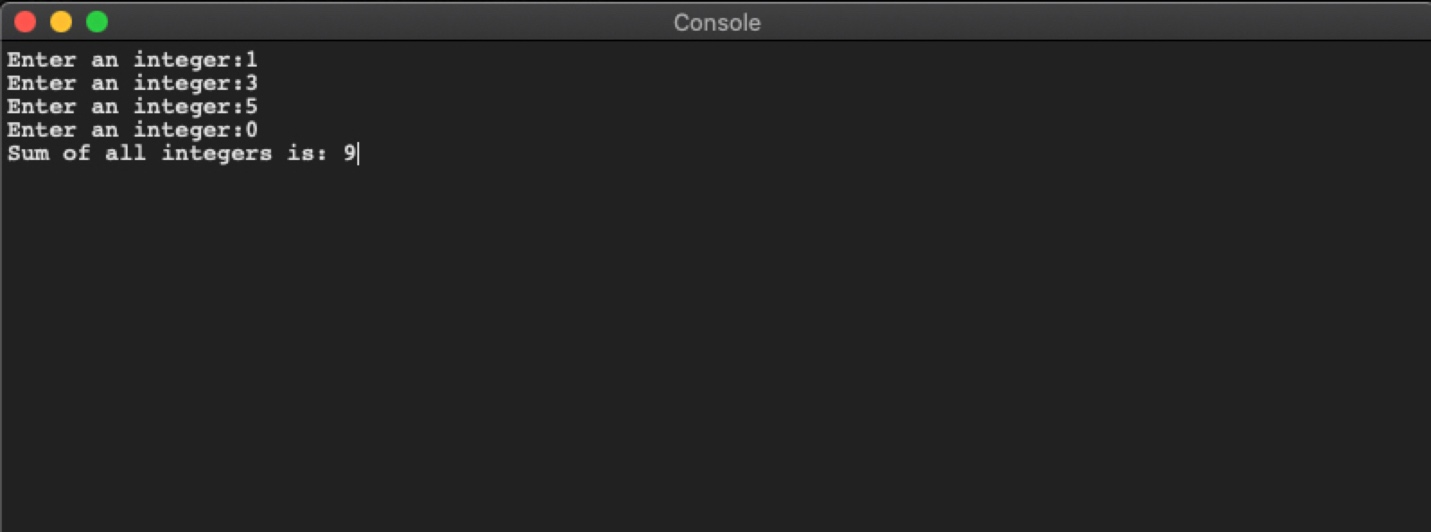 Console
Enter an integer:1
Enter an integer:3
Enter an integer:5
Enter an integer:0
Sum of all integers is: 9